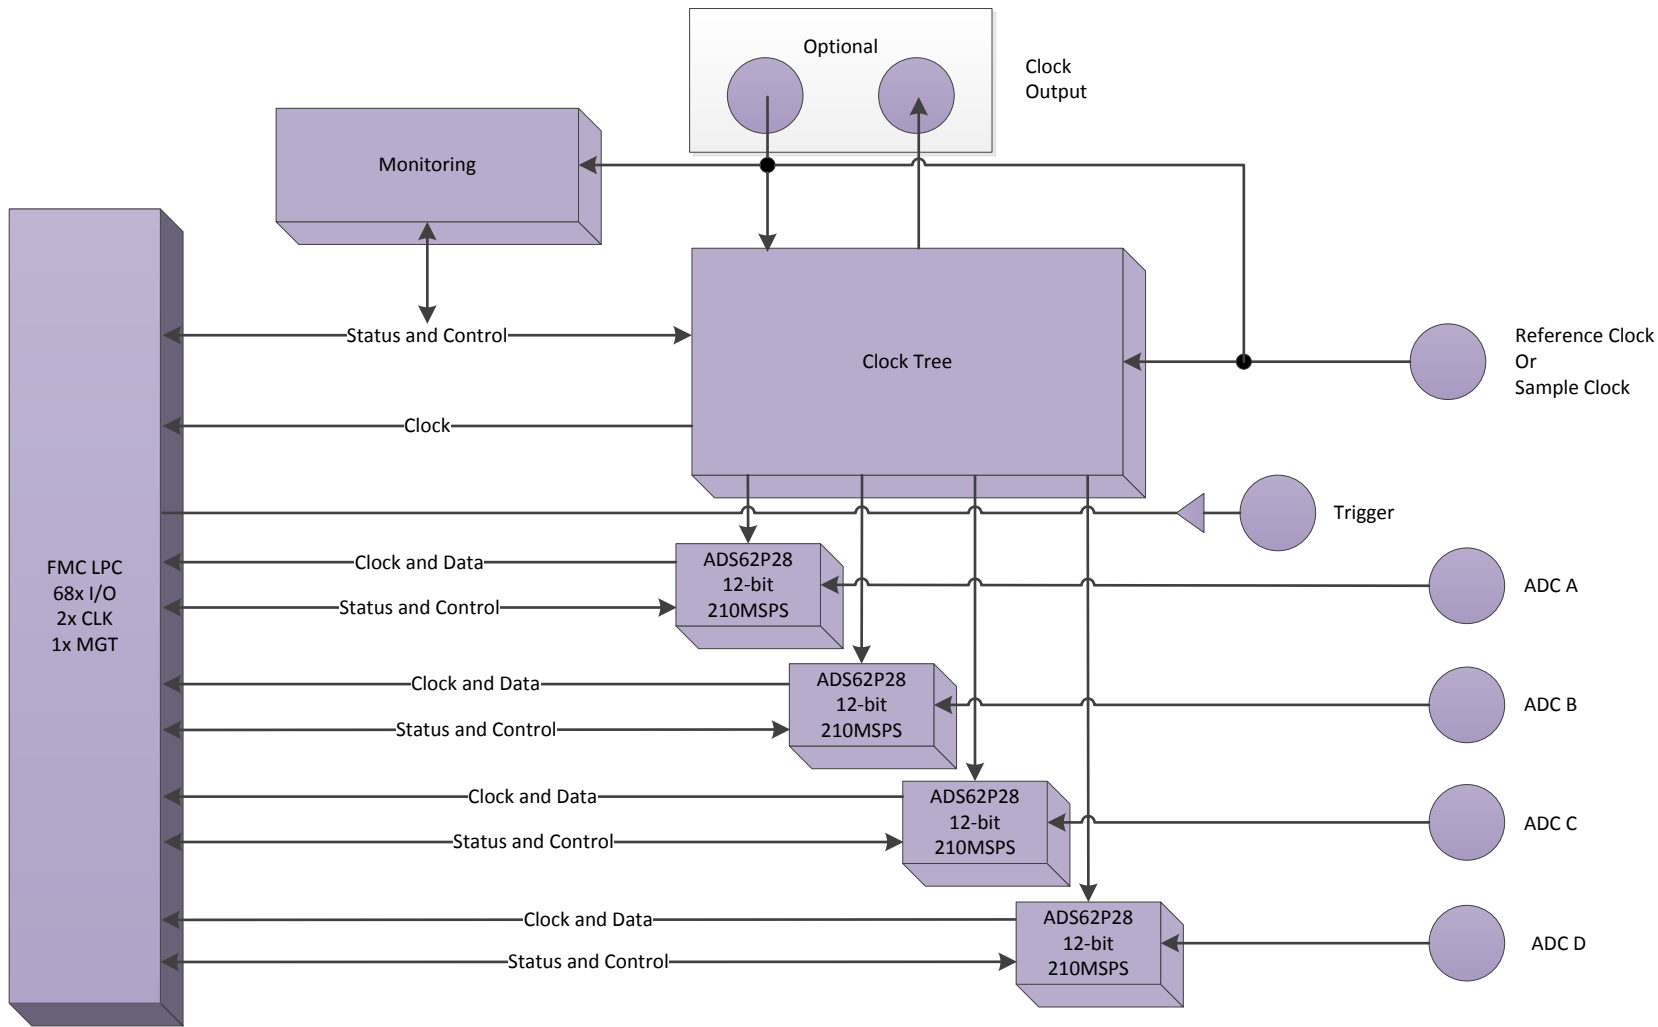 Optional
Clock
Output
Monitoring
Status and Control
Clock Tree
Reference Clock
Or
Sample Clock
Clock
Trigger
FMC LPC
68x I/O
2x CLK
1x MGT
Clock and Data
Status and Control
ADS62P28
12-bit
210MSPS
ADC A
Clock and Data
Status and Control
ADS62P28
12-bit
210MSPS
ADC B
Clock and Data
Status and Control
ADS62P28
12-bit
210MSPS
ADC C
Clock and Data
Status and Control
ADS62P28
12-bit
210MSPS
ADC D